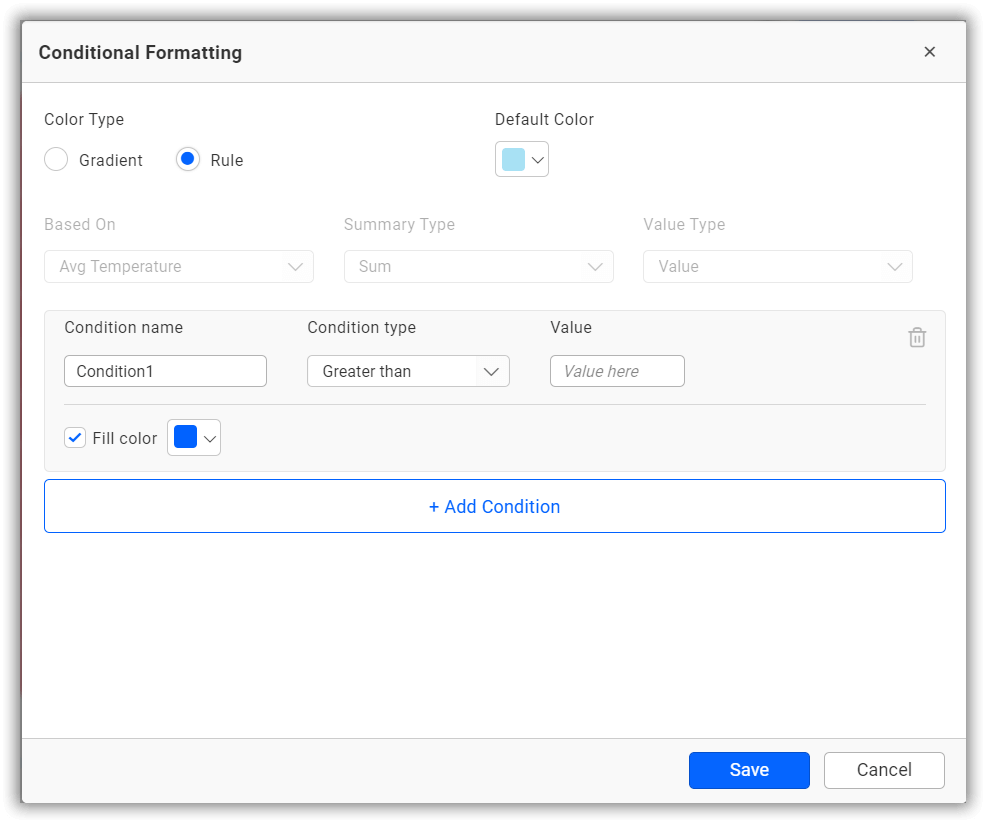 Conditional Formatting
Color Type Default Color
Gradient Rule
Based On Summary Type Value Type
Avg Temperature Sum Value
Condition name Condition type Value
Condition1 Greater than Value here
Fill color
+ Add Condition
Save Cancel